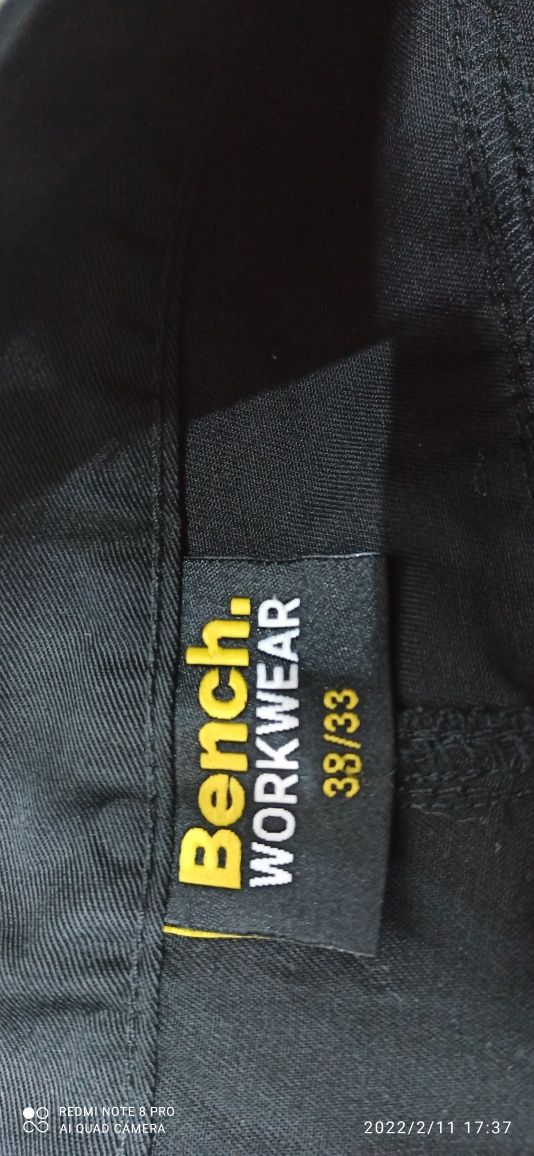 Bench.
WORKWEAR
38/33
REDMI NOTE 8 PRO
AI QUAD CAMERA
2022/2/11 17:37